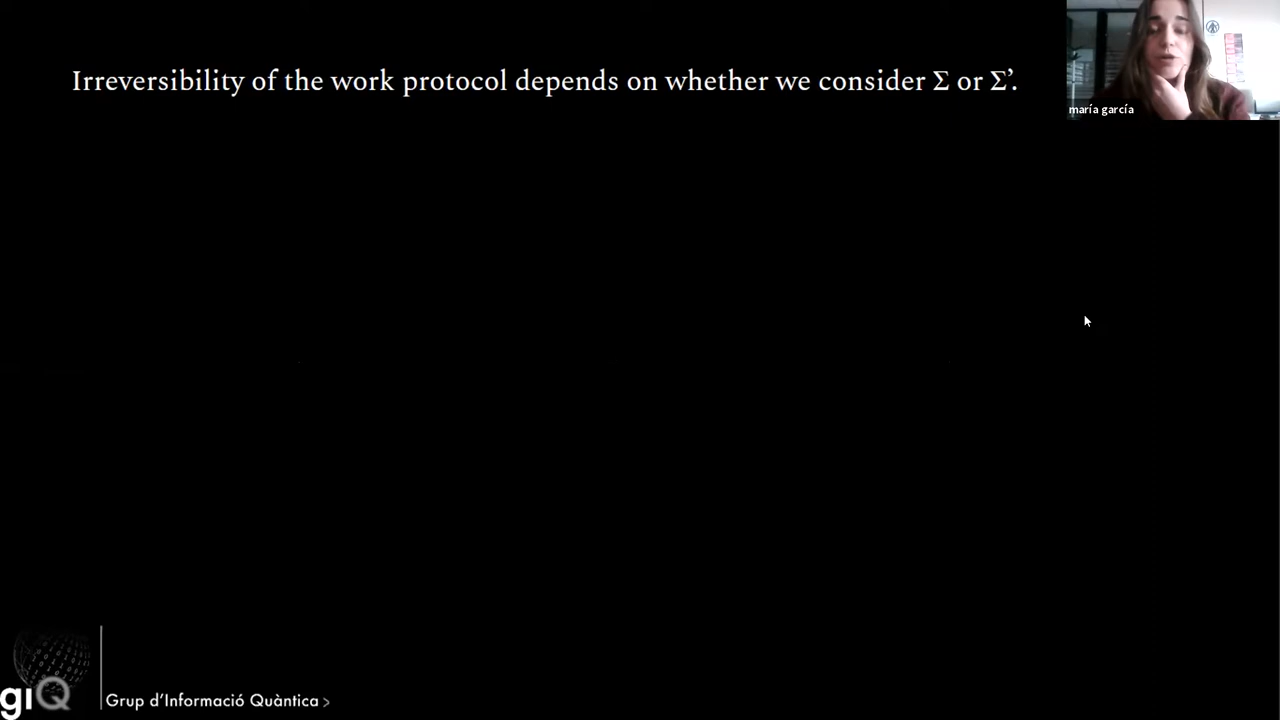 Irreversibility of the work protocol depends on whether we consider Σ or Σ’.
maría garcía
giQ
Grup d’Informació Quàntica >